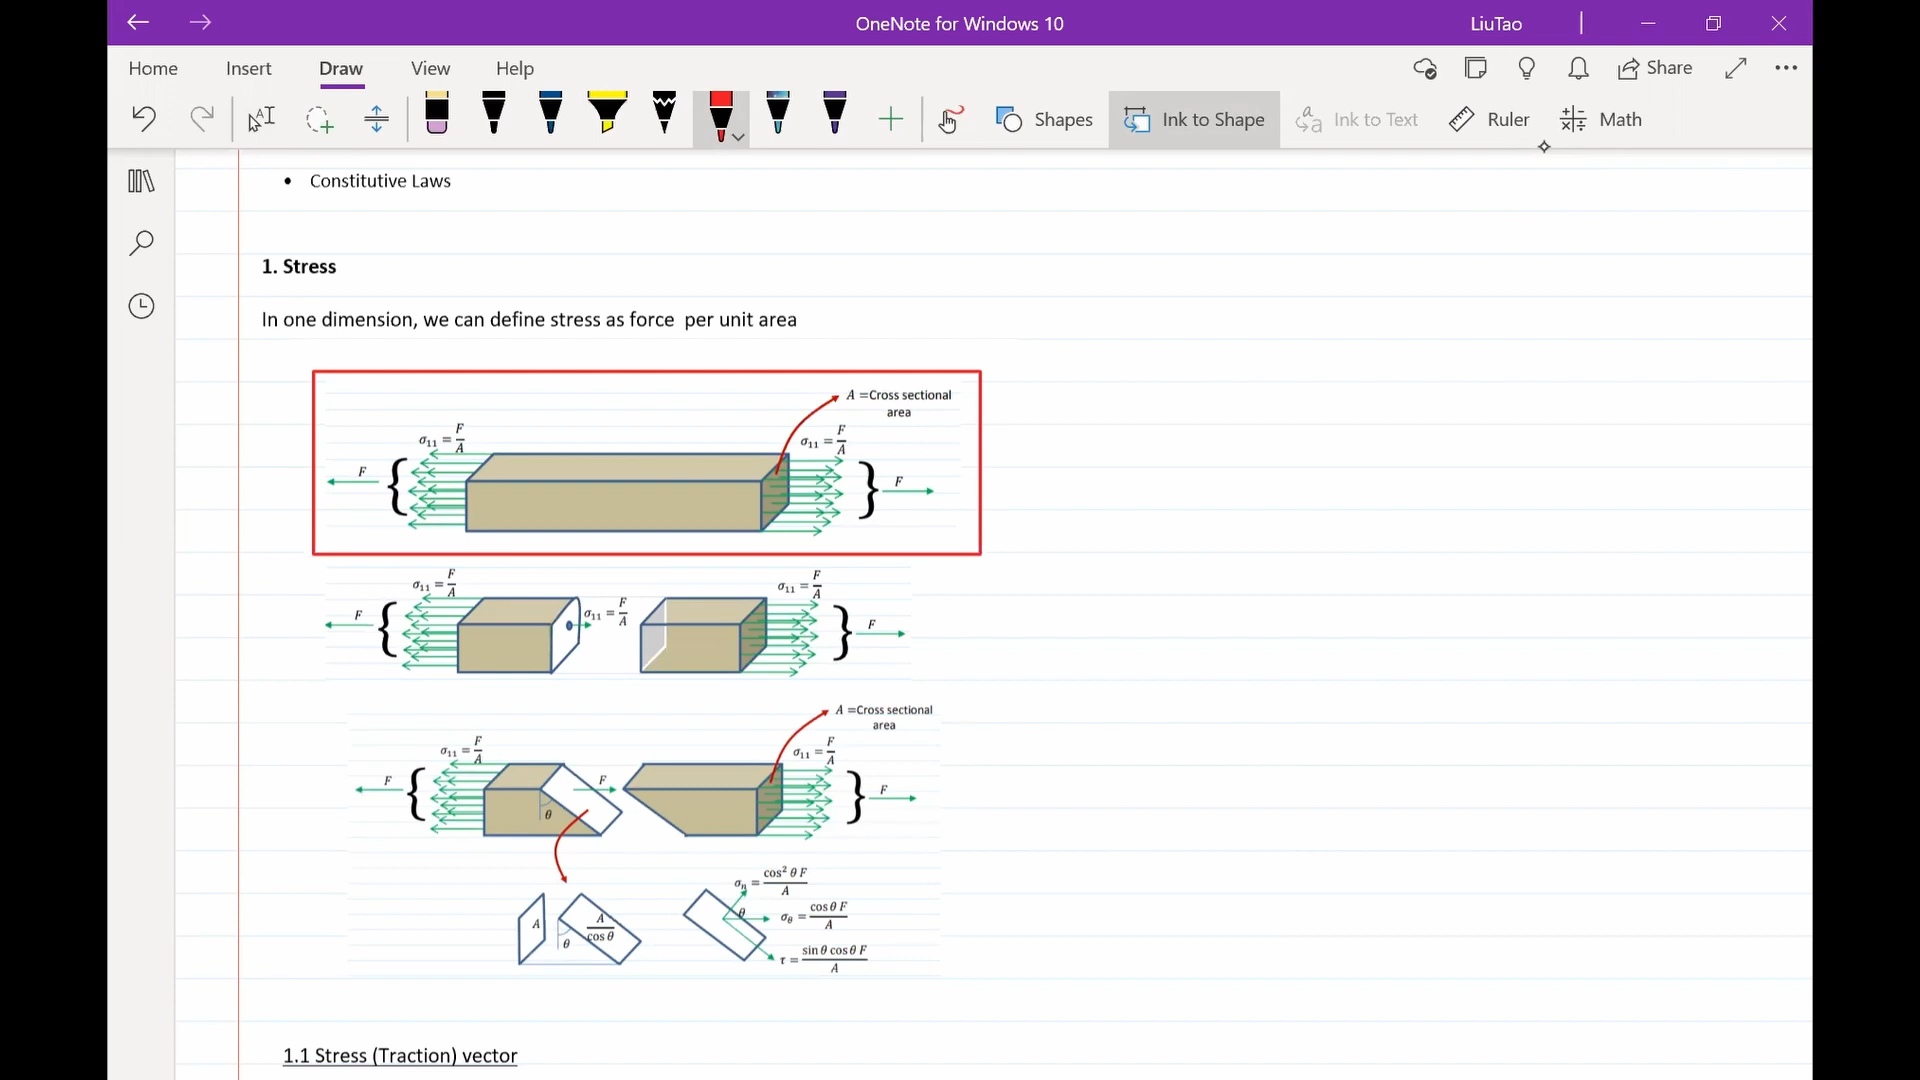 OneNote for Windows 10
LiuTao
Home Insert Draw View Help
Share
Shapes Ink to Shape Ink to Text Ruler Math
• Constitutive Laws
1. Stress
In one dimension, we can define stress as force per unit area
A =Cross sectional
area
σ11 = F/A
σ11 = F/A
F
F
σ11 = F/A
σ11 = F/A
σ11 = F/A
F
F
A =Cross sectional
area
σ11 = F/A
σ11 = F/A
F
F
F
θ
σn = cos² θ F / A
A
A / cos θ
θ
θ
σθ = cos θ F / A
τ = sin θ cos θ F / A
1.1 Stress (Traction) vector